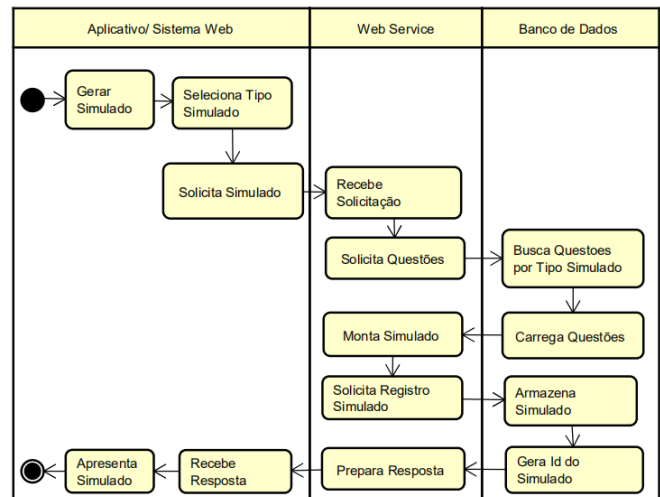 Aplicativo/ Sistema Web
Web Service
Banco de Dados
Gerar
Simulado
Seleciona Tipo
Simulado
Solicita Simulado
Recebe
Solicitação
Solicita Questões
Busca Questoes
por Tipo Simulado
Monta Simulado
Carrega Questões
Solicita Registro
Simulado
Armazena
Simulado
Apresenta
Simulado
Recebe
Resposta
Prepara Resposta
Gera Id do
Simulado